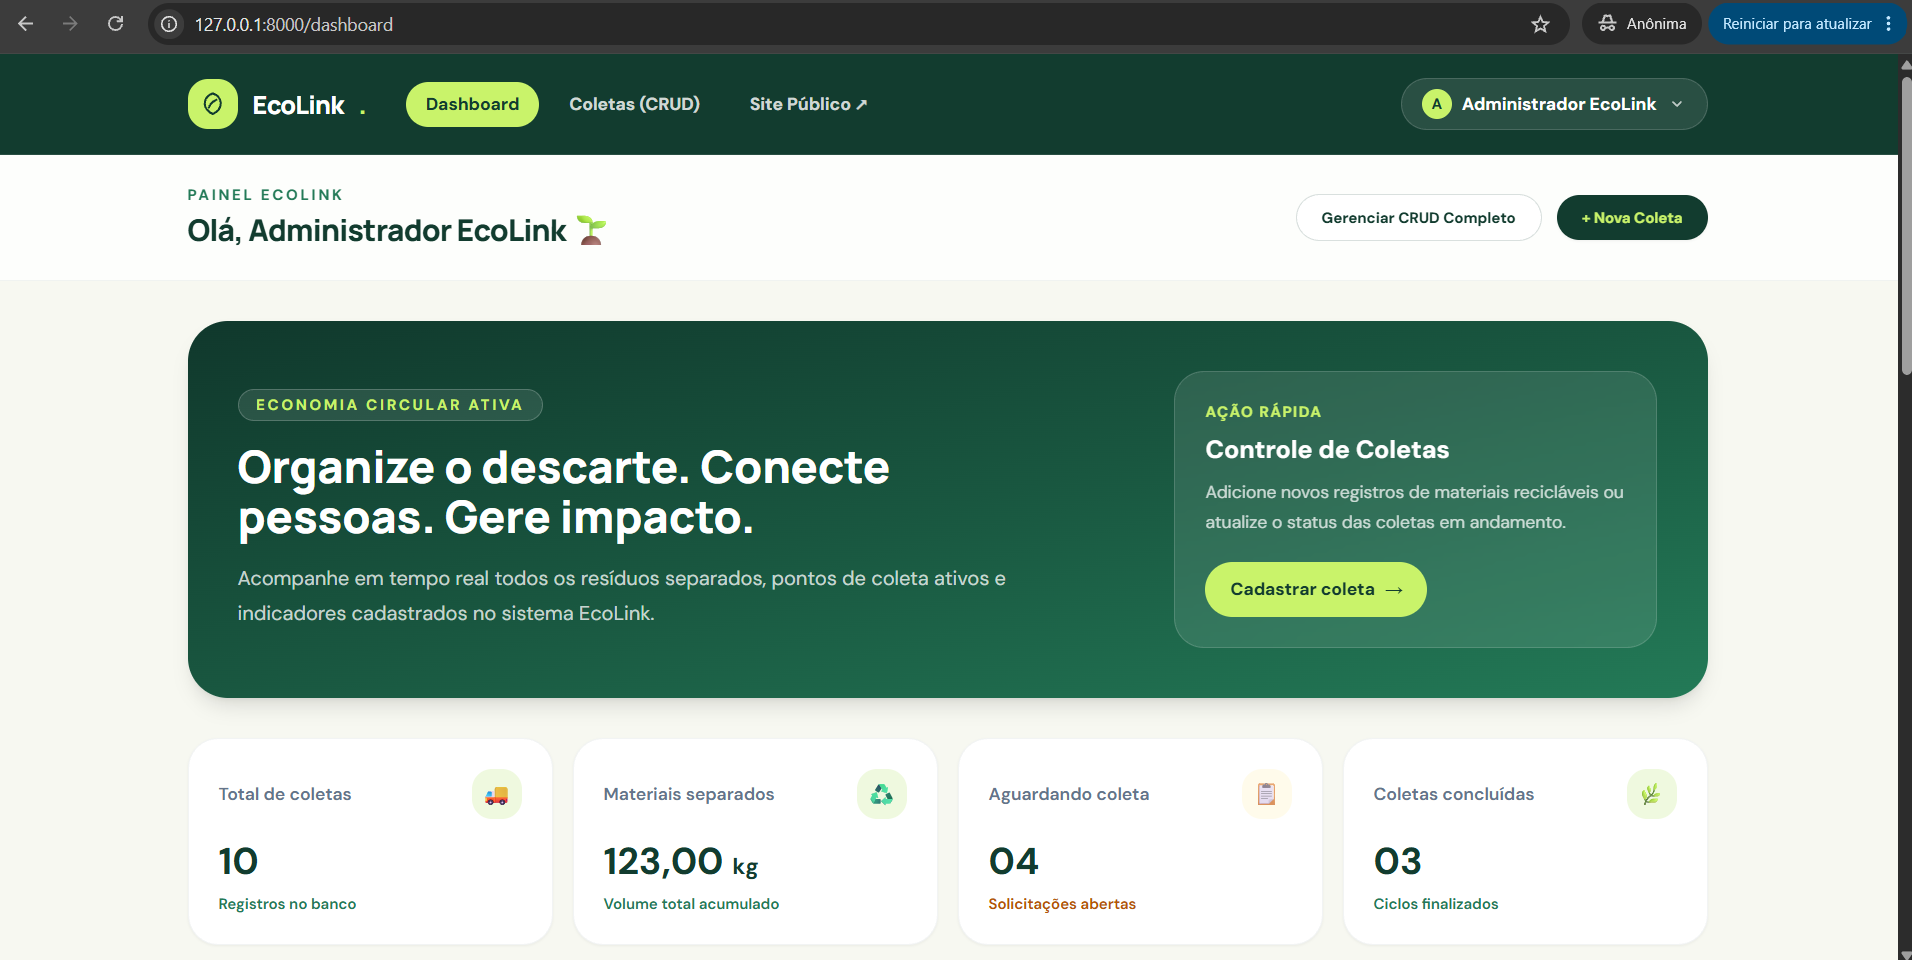 127.0.0.1:8000/dashboard
Anônima
Reiniciar para atualizar
EcoLink .
Dashboard
Coletas (CRUD)
Site Público ↗
A
Administrador EcoLink
PAINEL ECOLINK
Olá, Administrador EcoLink 🌱
Gerenciar CRUD Completo
+ Nova Coleta
ECONOMIA CIRCULAR ATIVA
Organize o descarte. Conecte
pessoas. Gere impacto.
Acompanhe em tempo real todos os resíduos separados, pontos de coleta ativos e
indicadores cadastrados no sistema EcoLink.
AÇÃO RÁPIDA
Controle de Coletas
Adicione novos registros de materiais recicláveis ou
atualize o status das coletas em andamento.
Cadastrar coleta →
Total de coletas
10
Registros no banco
Materiais separados
123,00 kg
Volume total acumulado
Aguardando coleta
04
Solicitações abertas
Coletas concluídas
03
Ciclos finalizados